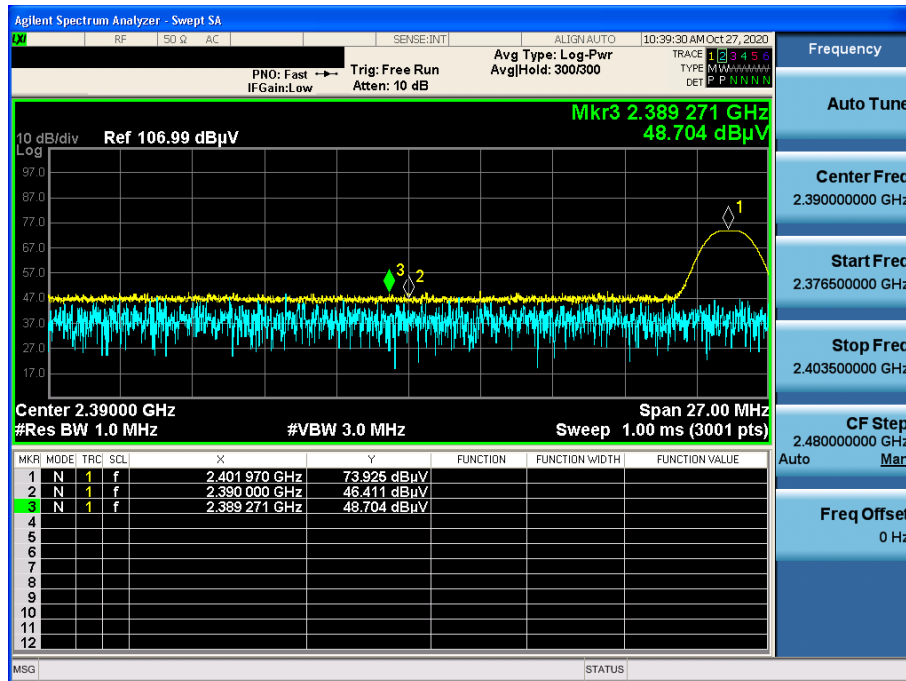 Agilent Spectrum Analyzer - Swept SA
LXI RF 50 Ω AC SENSE:INT ALIGN AUTO 10:39:30 AM Oct 27, 2020
PNO: Fast Trig: Free Run Avg Type: Log-Pwr TRACE 1 2 3 4 5 6
IFGain:Low Atten: 10 dB Avg|Hold: 300/300 TYPE M W
DET P P N N N N
Mkr3 2.389 271 GHz
48.704 dBµV
10 dB/div Ref 106.99 dBµV
Log
97.0
87.0
77.0
67.0
57.0
47.0
37.0
27.0
17.0
1
3 2
Center 2.39000 GHz Span 27.00 MHz
#Res BW 1.0 MHz #VBW 3.0 MHz Sweep 1.00 ms (3001 pts)
MKR MODE TRC SCL X Y FUNCTION FUNCTION WIDTH FUNCTION VALUE
1 N 1 f 2.401 970 GHz 73.925 dBµV
2 N 1 f 2.390 000 GHz 46.411 dBµV
3 N 1 f 2.389 271 GHz 48.704 dBµV
4
5
6
7
8
9
10
11
12
MSG STATUS
Frequency
Auto Tune
Center Freq
2.390000000 GHz
Start Freq
2.376500000 GHz
Stop Freq
2.403500000 GHz
CF Step
2.480000000 GHz
Auto Man
Freq Offset
0 Hz